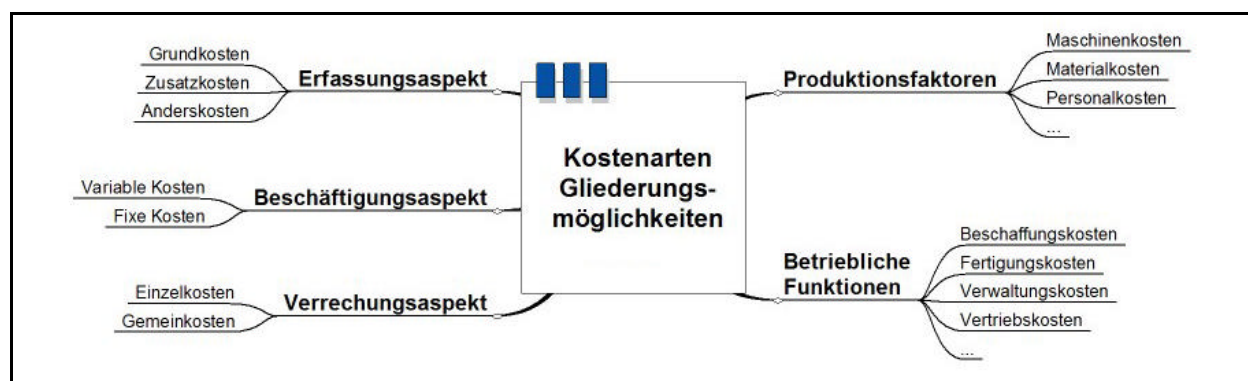 Kostenarten
Gliederungs-
möglichkeiten
Erfassungsaspekt
Grundkosten
Zusatzkosten
Anderskosten
Beschäftigungsaspekt
Variable Kosten
Fixe Kosten
Verrechungsaspekt
Einzelkosten
Gemeinkosten
Produktionsfaktoren
Maschinenkosten
Materialkosten
Personalkosten
...
Betriebliche
Funktionen
Beschaffungskosten
Fertigungskosten
Verwaltungskosten
Vertriebskosten
...